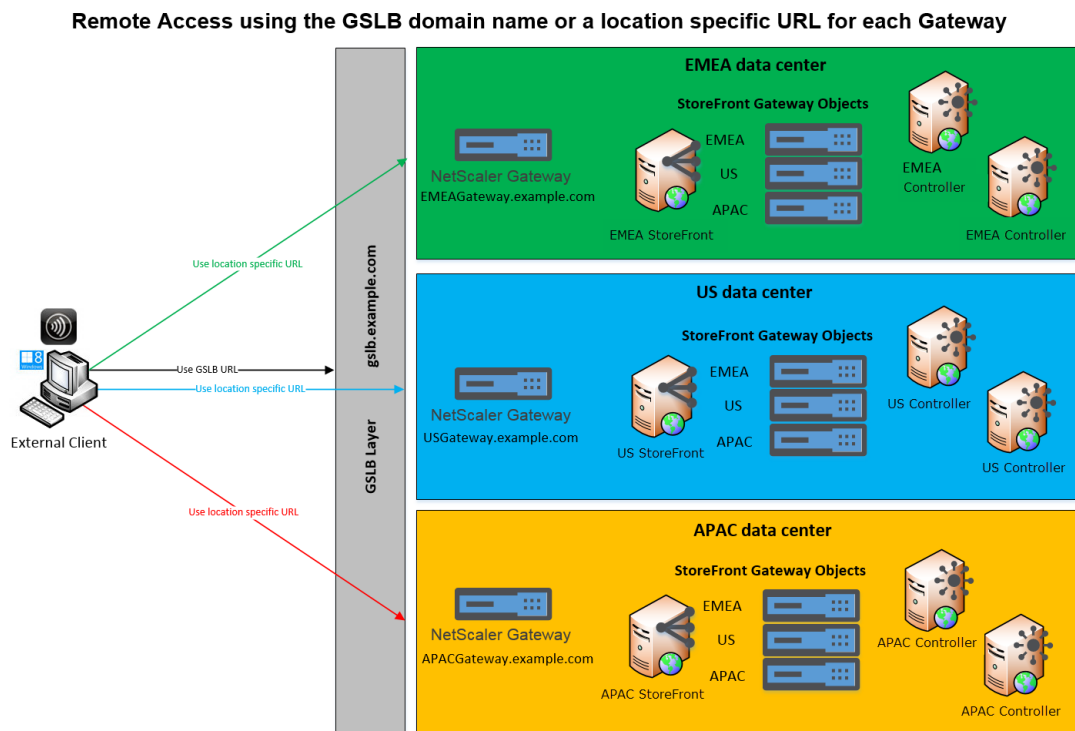 Remote Access using the GSLB domain name or a location specific URL for each Gateway
EMEA data center
StoreFront Gateway Objects
NetScaler Gateway
EMEAGateway.example.com
EMEA StoreFront
EMEA
US
APAC
EMEA
Controller
EMEA Controller
gslb.example.com
GSLB Layer
Use location specific URL
Use GSLB URL
Use location specific URL
Use location specific URL
8
Windows
External Client
US data center
StoreFront Gateway Objects
NetScaler Gateway
USGateway.example.com
US StoreFront
EMEA
US
APAC
US Controller
US Controller
APAC data center
StoreFront Gateway Objects
NetScaler Gateway
APACGateway.example.com
APAC StoreFront
EMEA
US
APAC
APAC Controller
APAC Controller